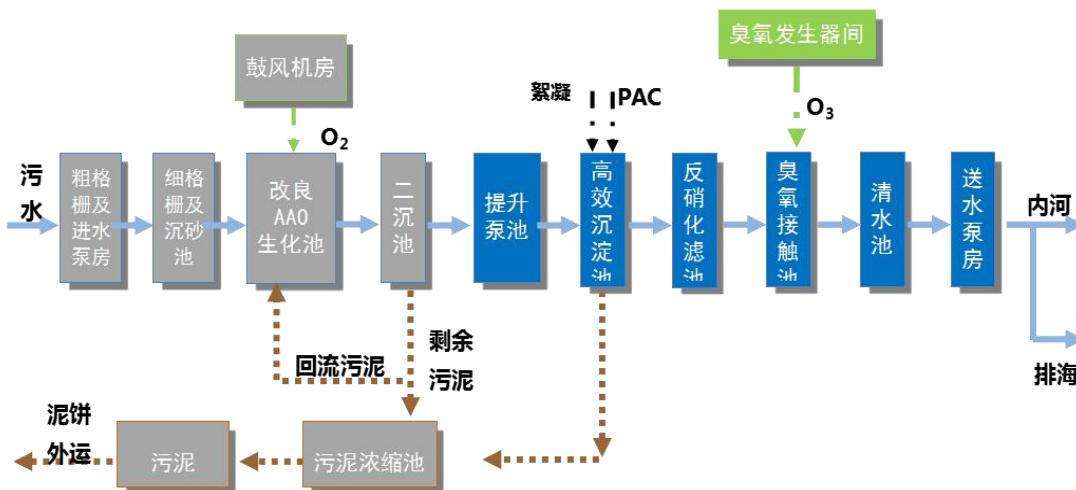 臭氧发生器间
鼓风机房
絮凝
PAC
O₃
O₂
污
水
粗格
栅及
进水
泵房
细格
栅及
沉砂
池
改良
AAO
生化池
二
沉
池
提升
泵池
高
效
沉
淀
池
反
硝
化
滤
池
臭
氧
接
触
池
清
水
池
送
水
泵
房
内河
排海
回流污泥
剩余
污泥
泥饼
外运
污泥
污泥浓缩池